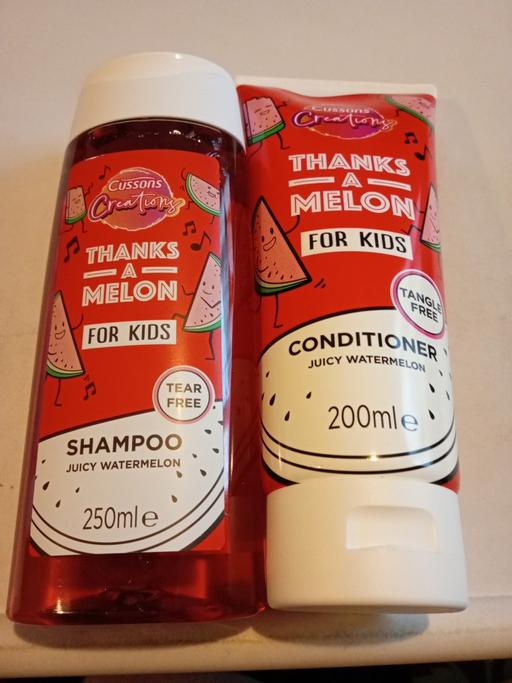 Cussons
Creations
THANKS
A
MELON
FOR KIDS
TEAR
FREE
SHAMPOO
JUICY WATERMELON
250ml e
Cussons
Creations
THANKS
A
MELON
FOR KIDS
TANGLE
FREE
CONDITIONER
JUICY WATERMELON
200ml e